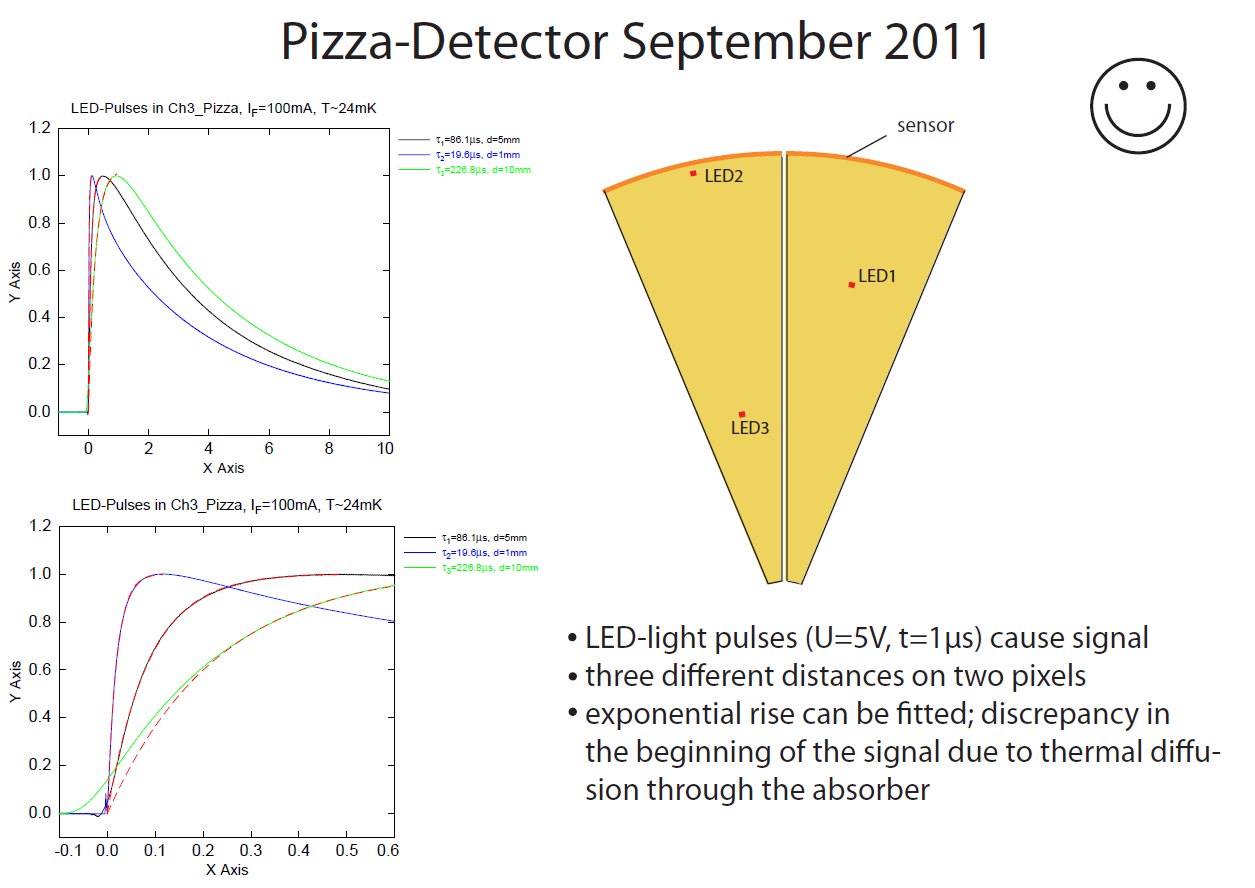 Pizza-Detector September 2011
LED-Pulses in Ch3_Pizza, I_F=100mA, T~24mK
τ1=86.1µs, d=5mm
τ2=19.6µs, d=1mm
τ3=226.8µs, d=10mm
1.2
1.0
0.8
0.6
0.4
0.2
0.0
Y Axis
0 2 4 6 8 10
X Axis
LED-Pulses in Ch3_Pizza, I_F=100mA, T~24mK
τ1=86.1µs, d=5mm
τ2=19.6µs, d=1mm
τ3=226.8µs, d=10mm
1.2
1.0
0.8
0.6
0.4
0.2
0.0
Y Axis
-0.1 0.0 0.1 0.2 0.3 0.4 0.5 0.6
X Axis
sensor
LED2
LED1
LED3
• LED-light pulses (U=5V, t=1µs) cause signal
• three different distances on two pixels
• exponential rise can be fitted; discrepancy in
the beginning of the signal due to thermal diffu-
sion through the absorber